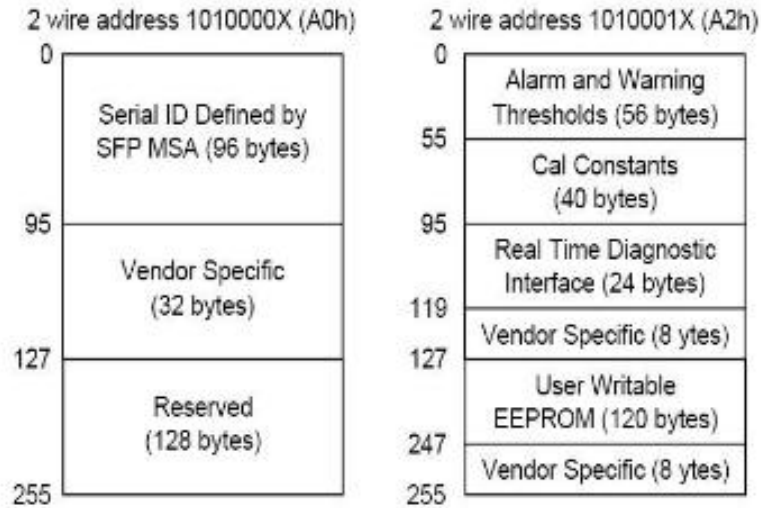 2 wire address 1010000X (A0h)
0
Serial ID Defined by
SFP MSA (96 bytes)
95
Vendor Specific
(32 bytes)
127
Reserved
(128 bytes)
255
2 wire address 1010001X (A2h)
0
Alarm and Warning
Thresholds (56 bytes)
55
Cal Constants
(40 bytes)
95
Real Time Diagnostic
Interface (24 bytes)
119
Vendor Specific (8 ytes)
127
User Writable
EEPROM (120 bytes)
247
Vendor Specific (8 ytes)
255